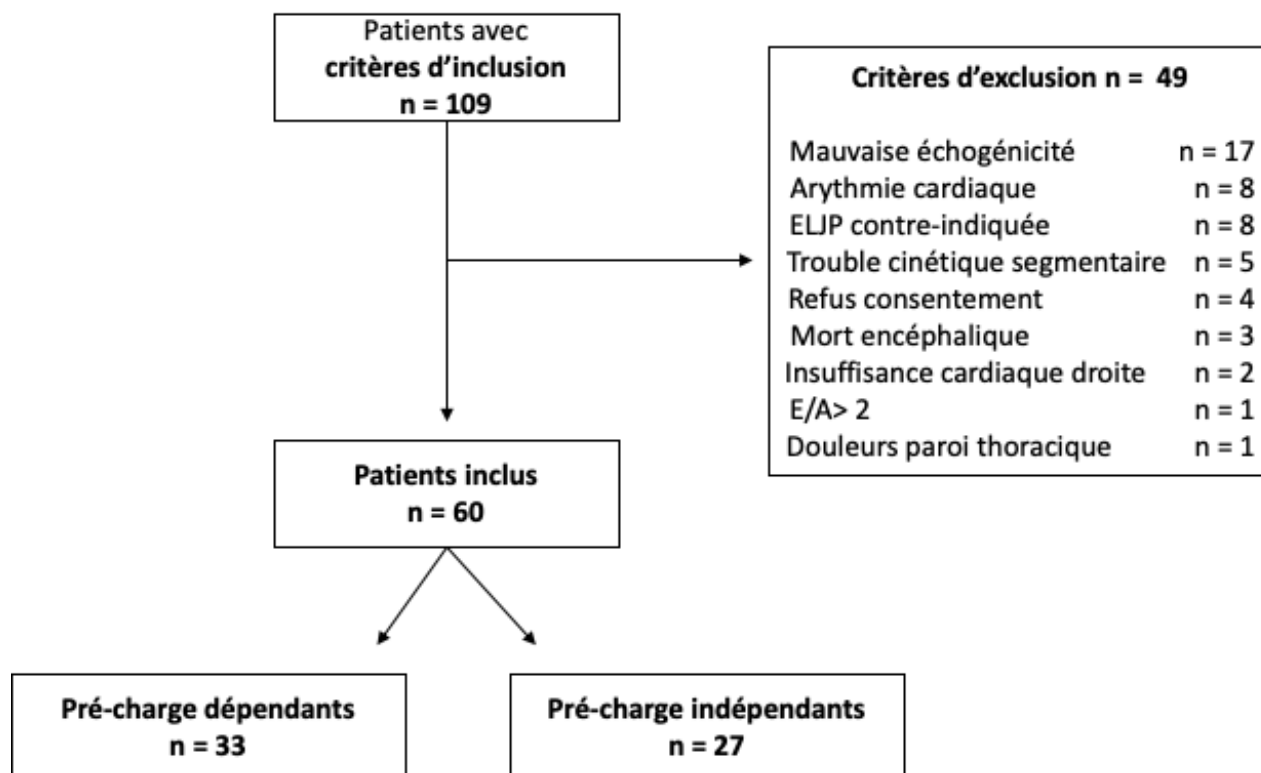 Patients avec
critères d'inclusion
n = 109
Critères d'exclusion n = 49
Mauvaise échogénicité n = 17
Arythmie cardiaque n = 8
ELJP contre-indiquée n = 8
Trouble cinétique segmentaire n = 5
Refus consentement n = 4
Mort encéphalique n = 3
Insuffisance cardiaque droite n = 2
E/A> 2 n = 1
Douleurs paroi thoracique n = 1
Patients inclus
n = 60
Pré-charge dépendants
n = 33
Pré-charge indépendants
n = 27